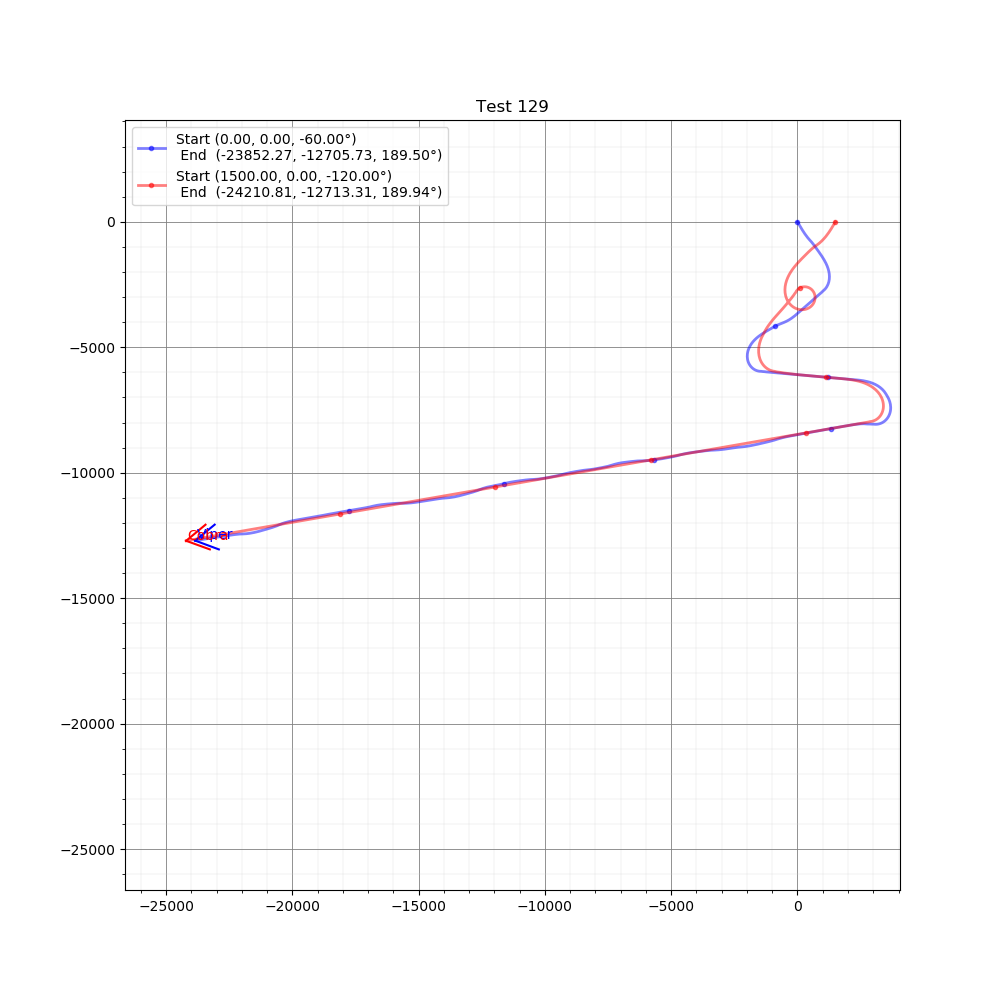 Test 129
Start (0.00, 0.00, -60.00°)
End (-23852.27, -12705.73, 189.50°)
Start (1500.00, 0.00, -120.00°)
End (-24210.81, -12713.31, 189.94°)
0
−5000
−10000
−15000
−20000
−25000
−25000
−20000
−15000
−10000
−5000
0